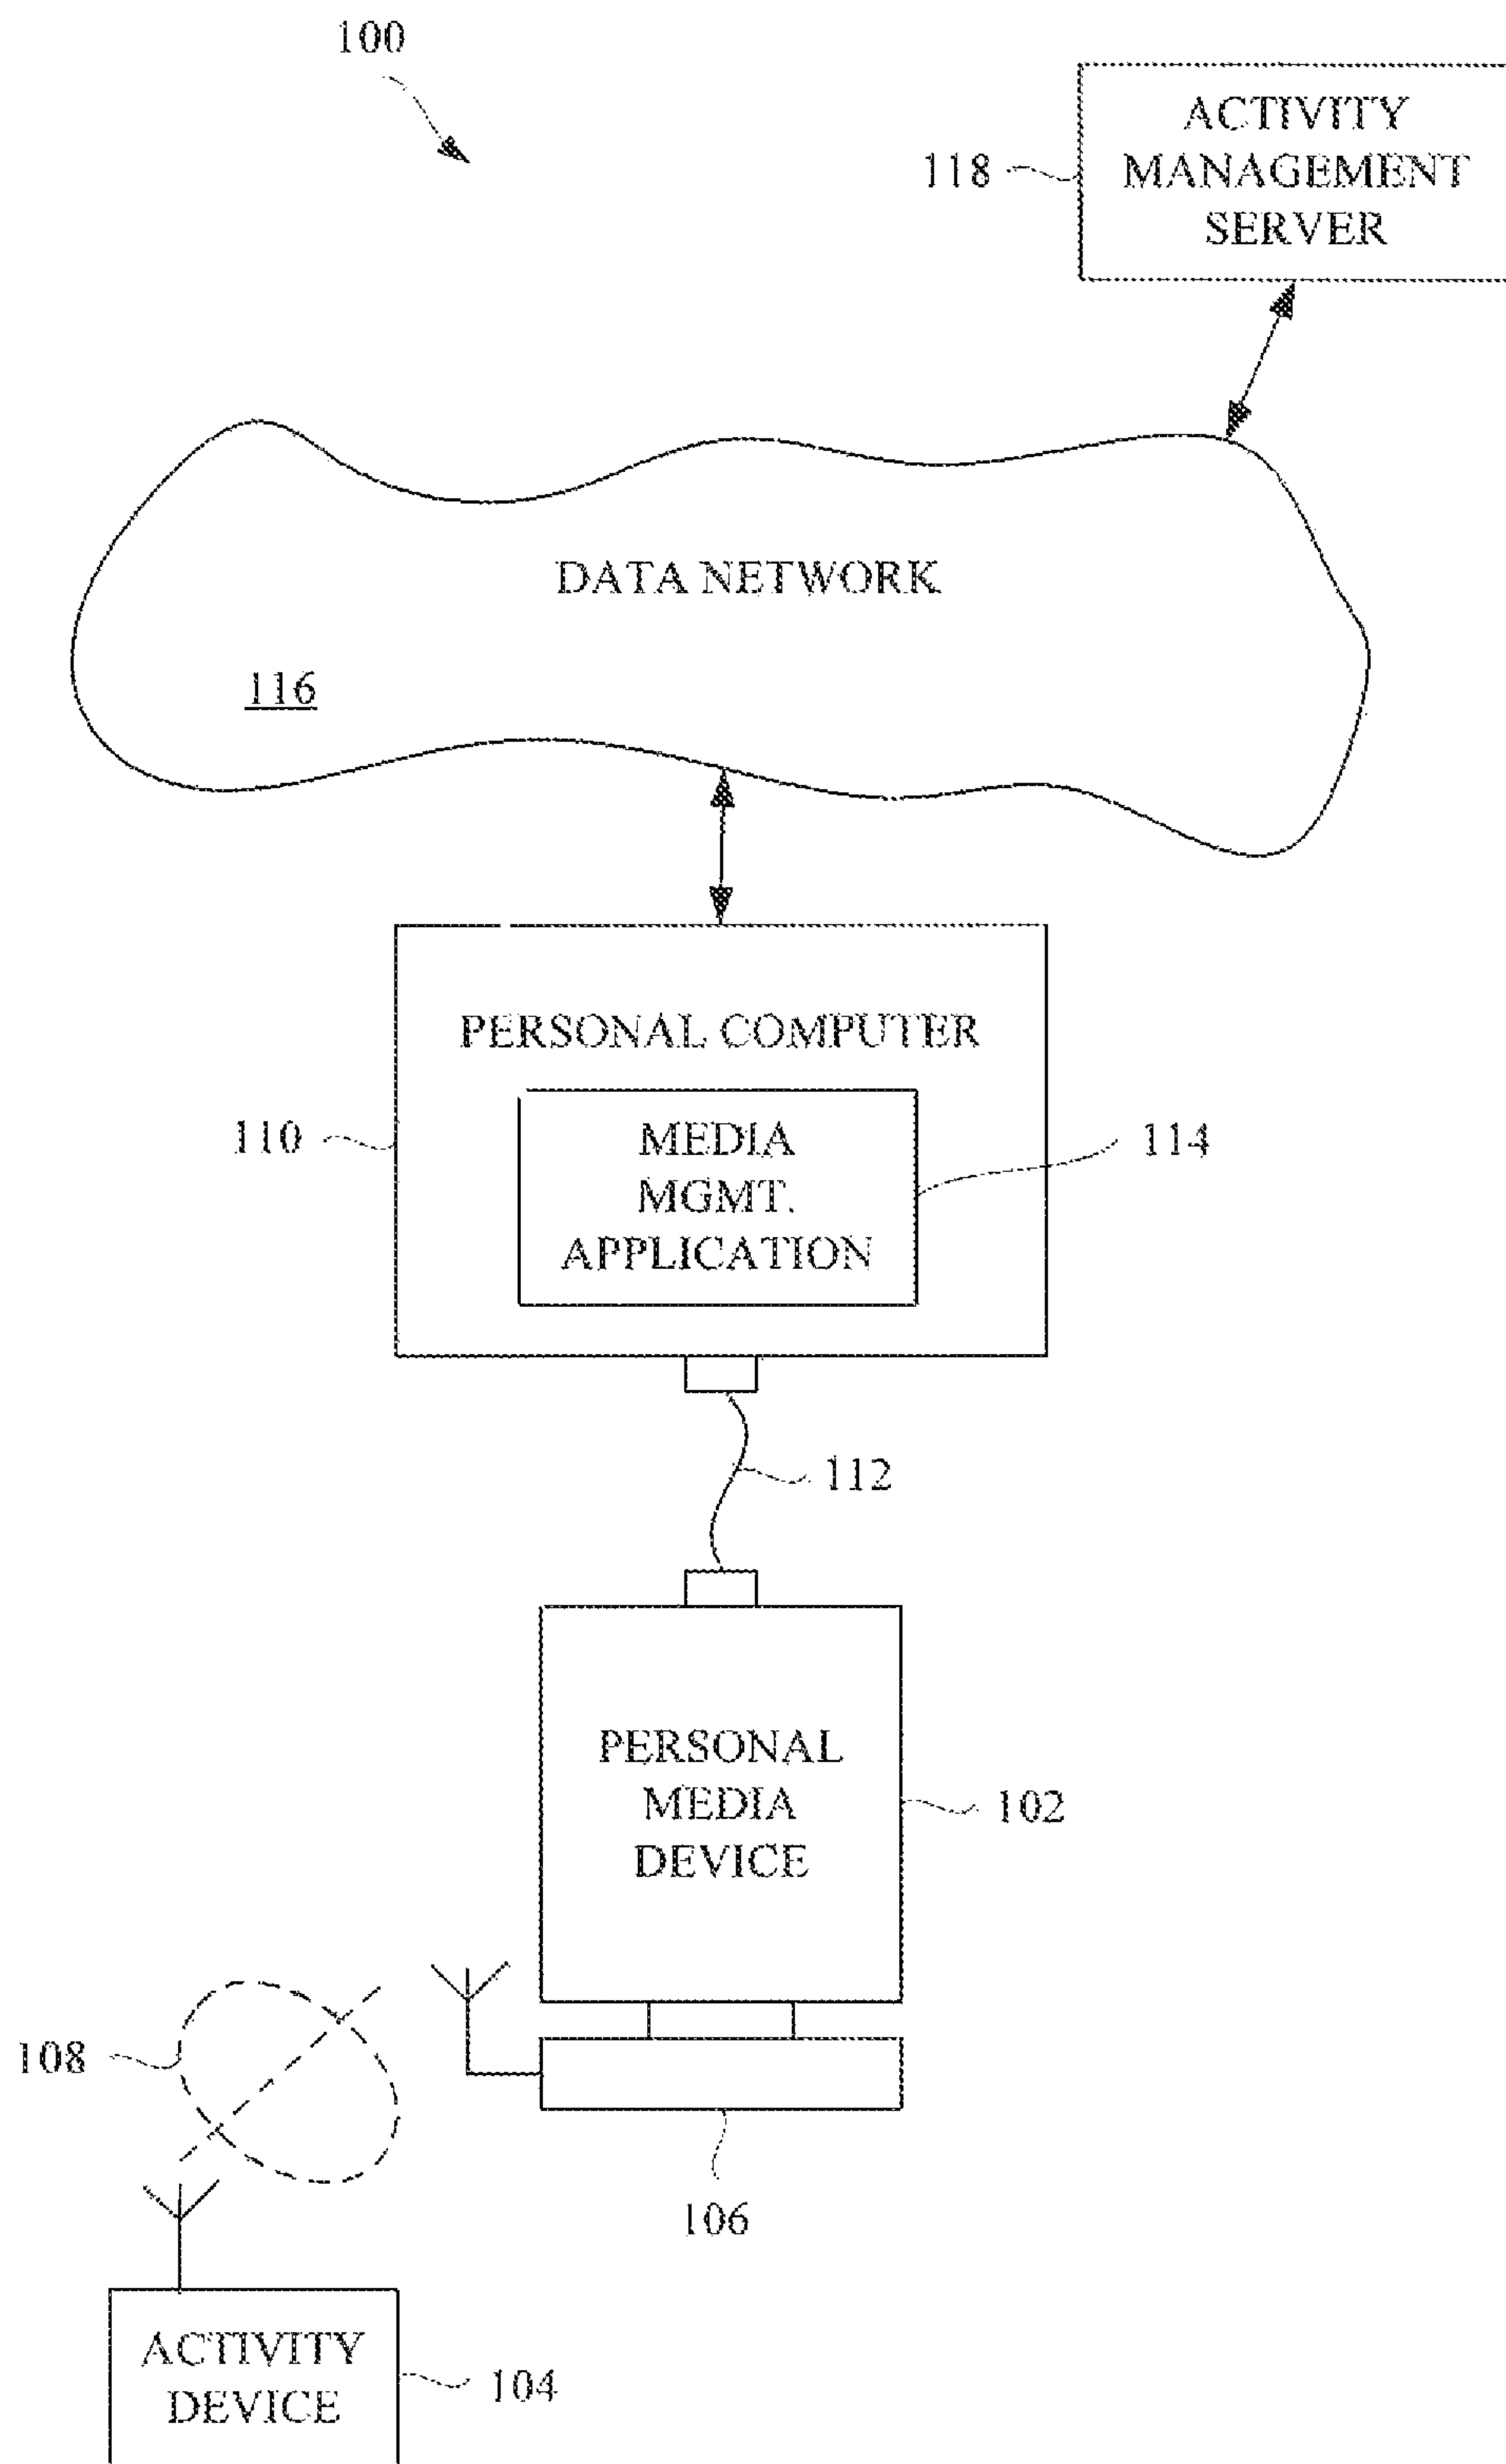 100
ACTIVITY
MANAGEMENT
SERVER
118
DATA NETWORK
116
PERSONAL COMPUTER
110
MEDIA
MGMT.
APPLICATION
114
112
PERSONAL
MEDIA
DEVICE
102
108
106
ACTIVITY
DEVICE
104